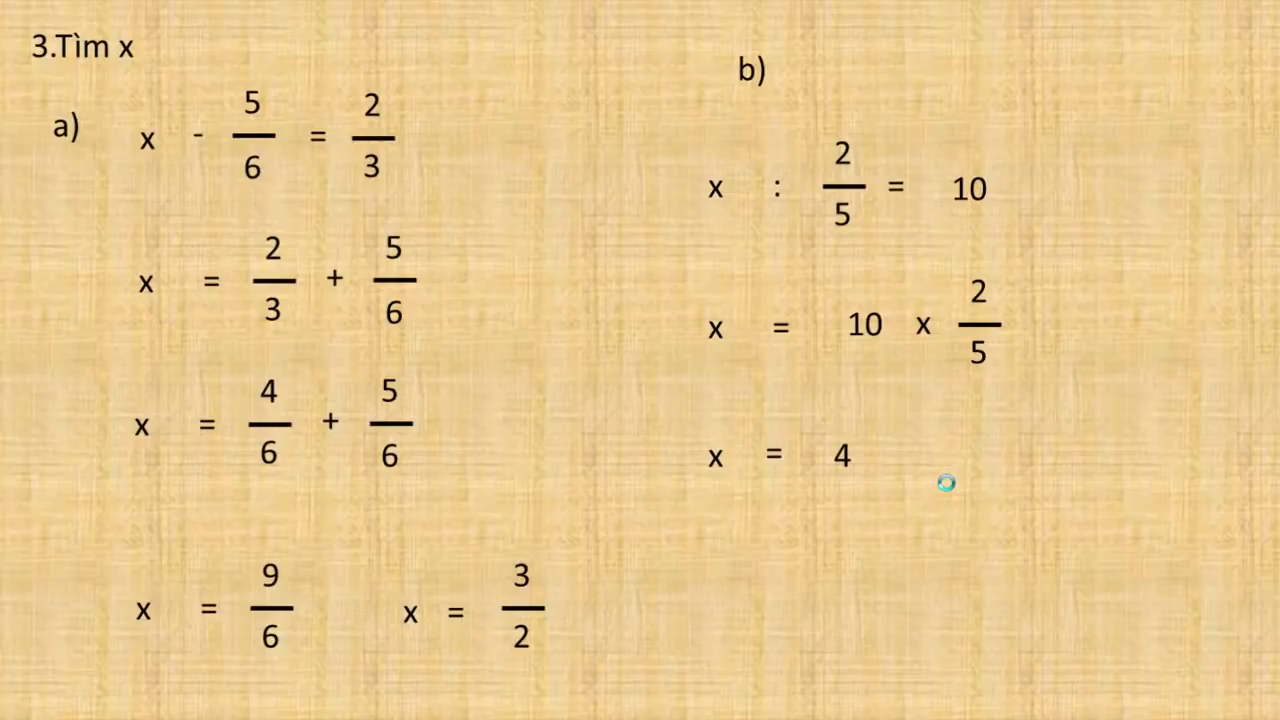 3.Tìm x
a) x - 5/6 = 2/3
x = 2/3 + 5/6
x = 4/6 + 5/6
x = 9/6 x = 3/2
b)
x : 2/5 = 10
x = 10 x 2/5
x = 4